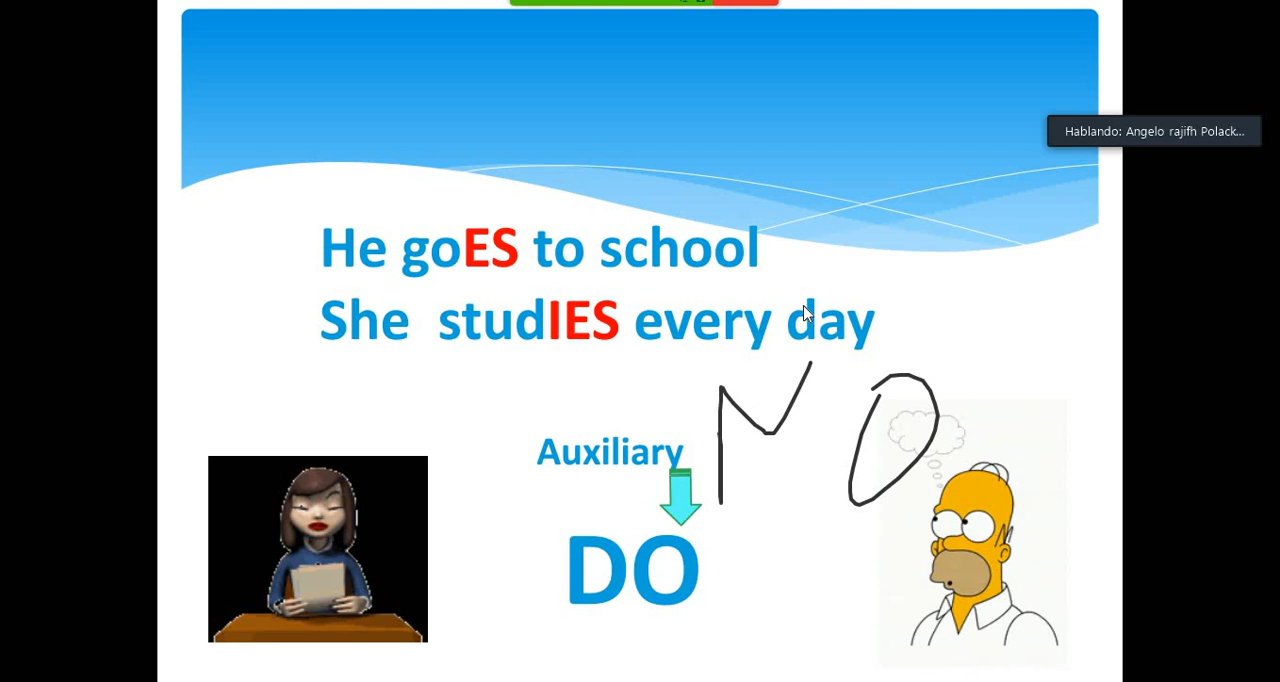 Hablando: Angelo rajifh Polack...
He goES to school
She studIES every day
NO
Auxiliary
DO